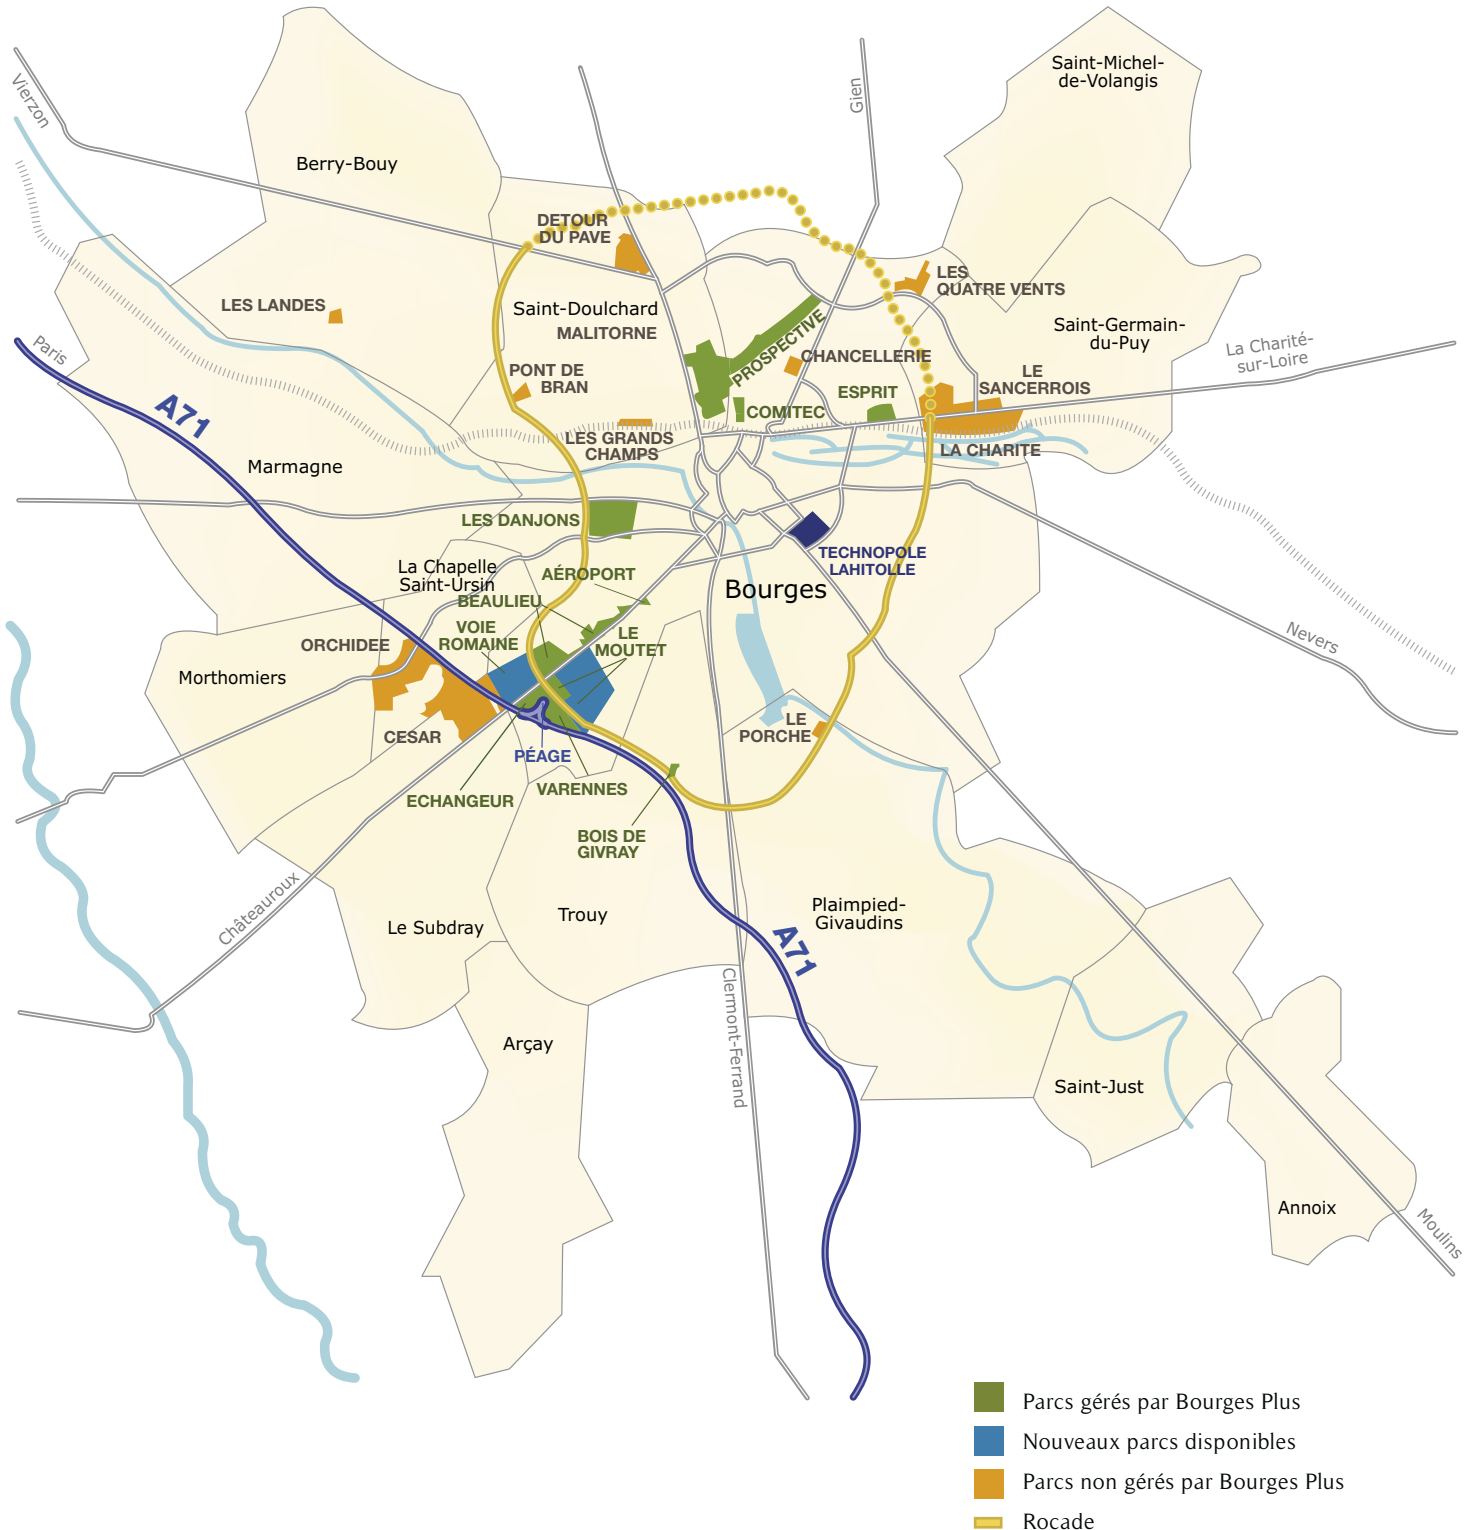 Saint-Michel-
de-Volangis
Gien
Vierzon
Berry-Bouy
DETOUR
DU PAVE
LES
QUATRE VENTS
LES LANDES
Saint-Doulchard
MALITORNE
PROSPECTIVE
Saint-Germain-
du-Puy
La Charité-
sur-Loire
Paris
CHANCELLERIE
PONT DE
BRAN
LE
SANCERROIS
ESPRIT
COMITEC
A71
LES GRANDS
CHAMPS
LA CHARITE
Marmagne
LES DANJONS
TECHNOPOLE
LAHITOLLE
La Chapelle
Saint-Ursin
AÉROPORT
Bourges
BEAULIEU
VOIE
ROMAINE
LE
MOUTET
ORCHIDEE
Nevers
Morthomiers
LE
PORCHE
CESAR
PÉAGE
ECHANGEUR
VARENNES
BOIS DE
GIVRAY
Châteauroux
Le Subdray
Trouy
Plaimpied-
Givaudins
A71
Clermont-Ferrand
Arçay
Saint-Just
Annoix
Moulins
Parcs gérés par Bourges Plus
Nouveaux parcs disponibles
Parcs non gérés par Bourges Plus
Rocade